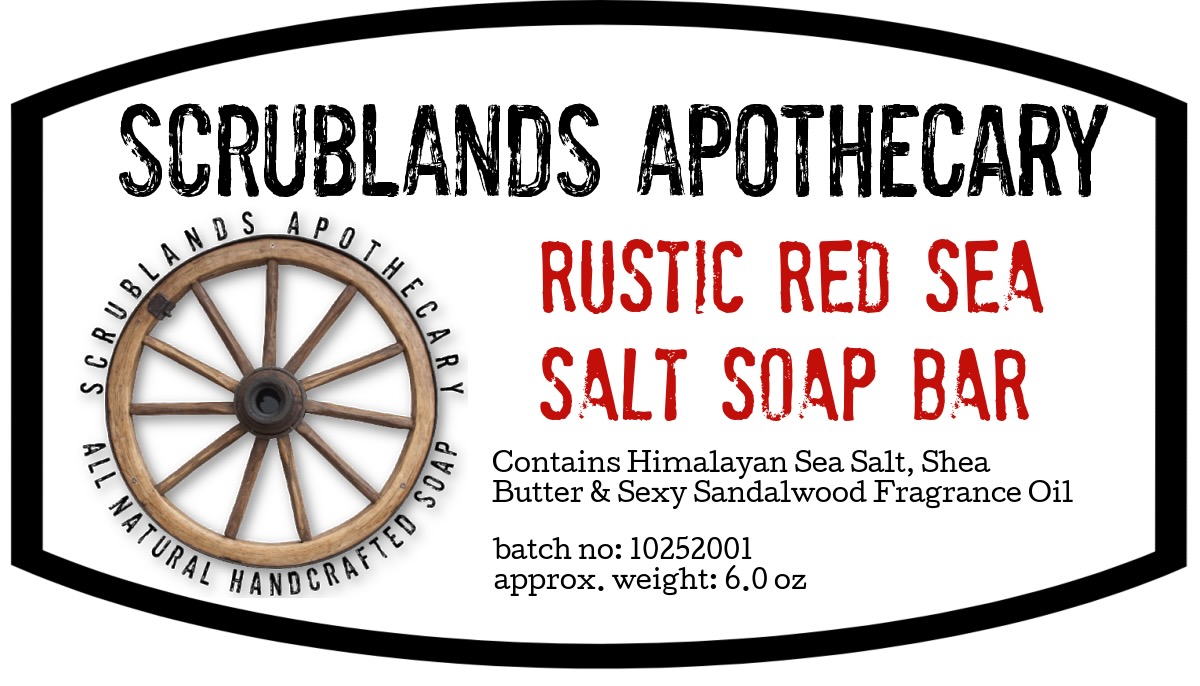 SCRUBLANDS APOTHECARY
SCRUBLANDS APOTHECARY
ALL NATURAL HANDCRAFTED SOAP
RUSTIC RED SEA
SALT SOAP BAR
Contains Himalayan Sea Salt, Shea
Butter & Sexy Sandalwood Fragrance Oil
batch no: 10252001
approx. weight: 6.0 oz